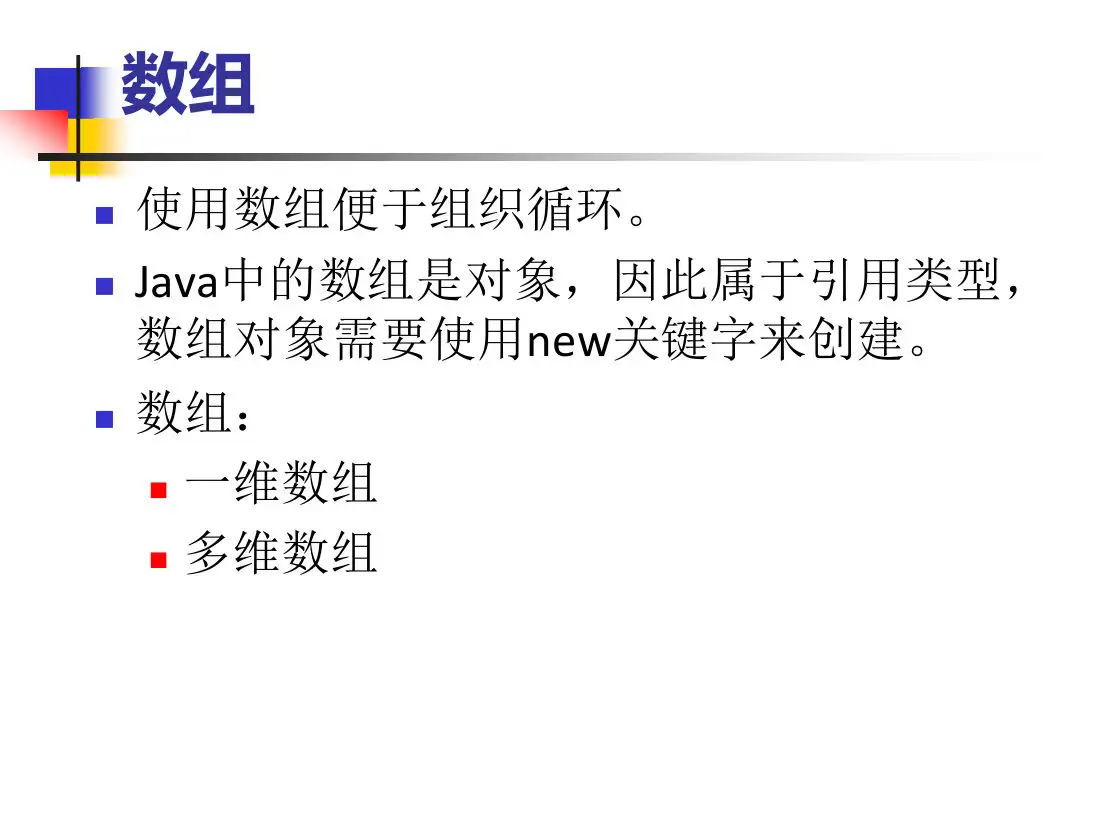 数组
使用数组便于组织循环。
Java中的数组是对象，因此属于引用类型，
数组对象需要使用new关键字来创建。
数组：
一维数组
多维数组